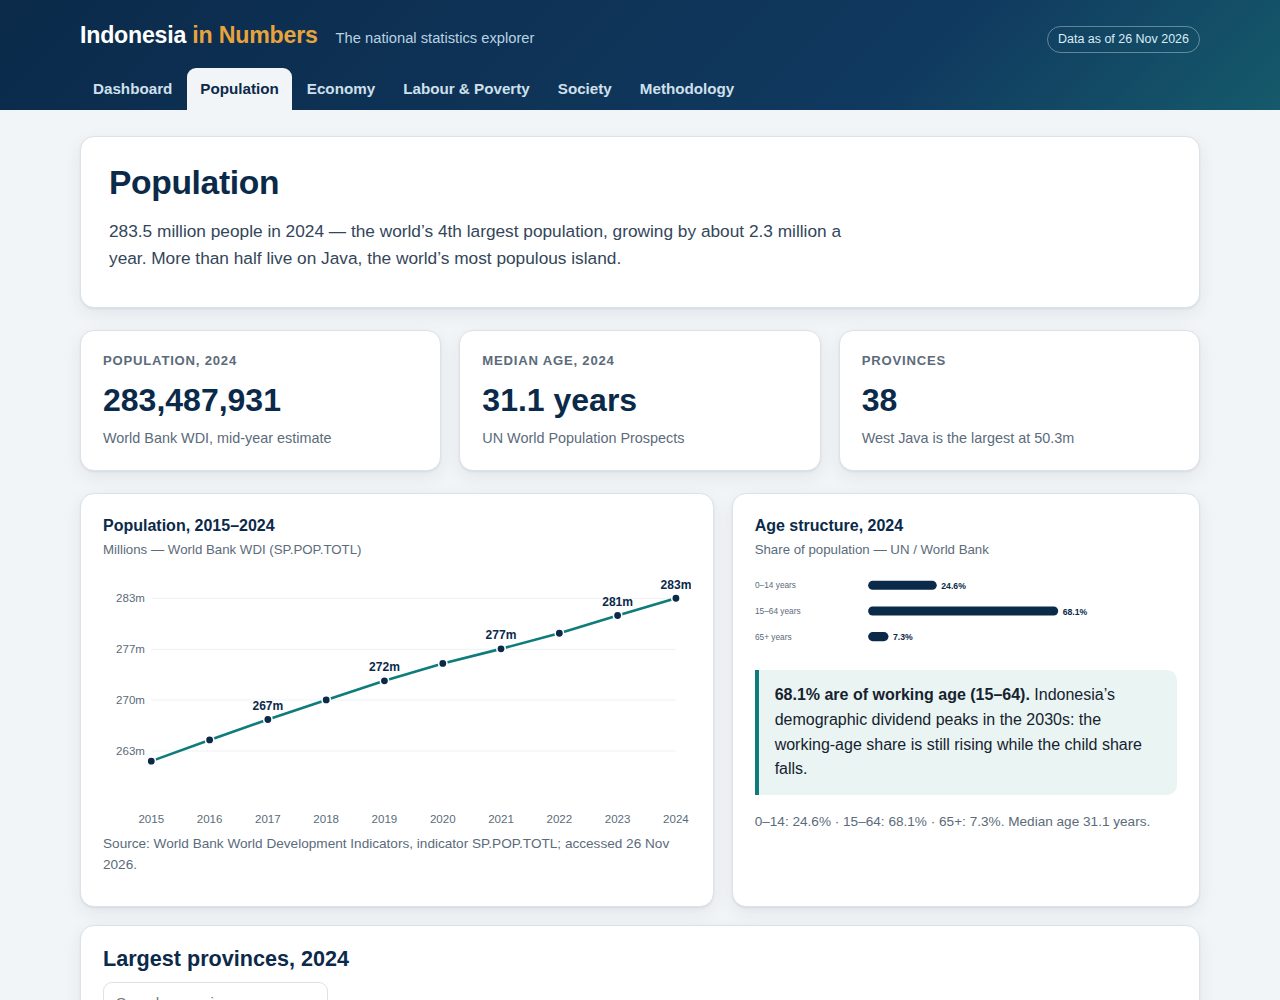 Indonesia in Numbers The national statistics explorer
Data as of 26 Nov 2026
Dashboard Population Economy Labour & Poverty Society Methodology
Population
283.5 million people in 2024 — the world’s 4th largest population, growing by about 2.3 million a
year. More than half live on Java, the world’s most populous island.
POPULATION, 2024
283,487,931
World Bank WDI, mid-year estimate
MEDIAN AGE, 2024
31.1 years
UN World Population Prospects
PROVINCES
38
West Java is the largest at 50.3m
Population, 2015–2024
Millions — World Bank WDI (SP.POP.TOTL)
283m
277m
270m
263m
267m
272m
277m
281m
283m
2015 2016 2017 2018 2019 2020 2021 2022 2023 2024
Source: World Bank World Development Indicators, indicator SP.POP.TOTL; accessed 26 Nov
2026.
Age structure, 2024
Share of population — UN / World Bank
0–14 years 24.6%
15–64 years 68.1%
65+ years 7.3%
68.1% are of working age (15–64). Indonesia’s
demographic dividend peaks in the 2030s: the
working-age share is still rising while the child share
falls.
0–14: 24.6% · 15–64: 68.1% · 65+: 7.3%. Median age 31.1 years.
Largest provinces, 2024